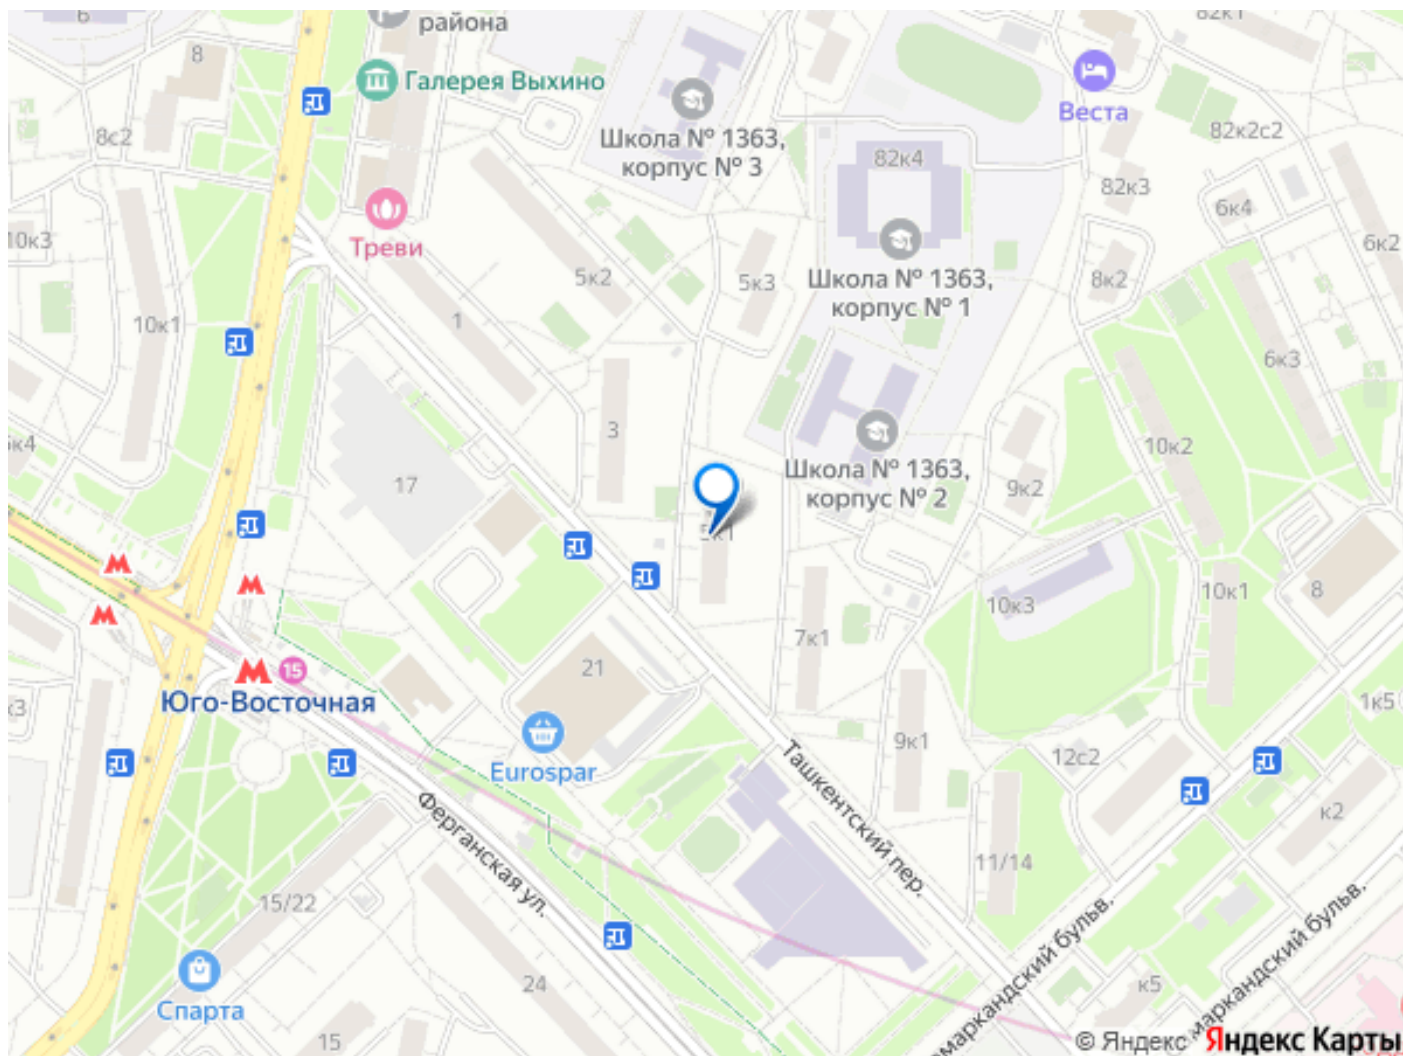 6
района
82к1
8
Галерея Выхино
Веста
8с2
Школа № 1363,
корпус № 3
82к4
82к2с2
82к3
6к4
10к3
Треви
6к2
5к2
5к3
Школа № 1363,
корпус № 1
8к2
10к1
1
6к3
3
10к2
17
Школа № 1363,
корпус № 2
9к2
10к3
10к1
8
7к1
21
15
Юго-Восточная
1к5
9к1
12с2
Eurospar
Ташкентский пер.
Ферганская ул.
к2
11/14
15/22
24
Спарта
к5
15
© Яндекс Яндекс Карты